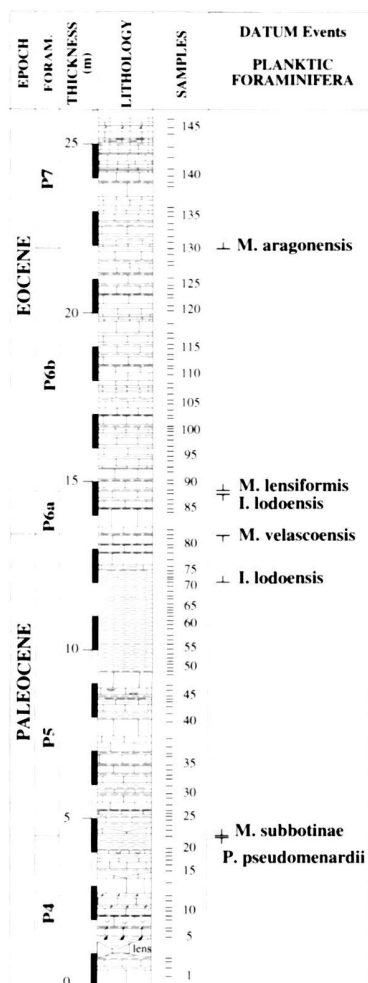 EPOCH
FORAM.
THICKNESS
(m)
LITHOLOGY
SAMPLES
DATUM Events
PLANKTIC
FORAMINIFERA
145
25
140
P7
135
130
M. aragonensis
EOCENE
125
20
120
115
P6b
110
105
100
95
15
90
M. lensiformis
I. lodoensis
85
P6a
M. velascoensis
80
75
70
I. lodoensis
65
60
10
55
50
PALEOCENE
45
40
P5
35
30
5
25
M. subbotinae
20
P. pseudomenardii
15
P4
10
5
lens
1
0